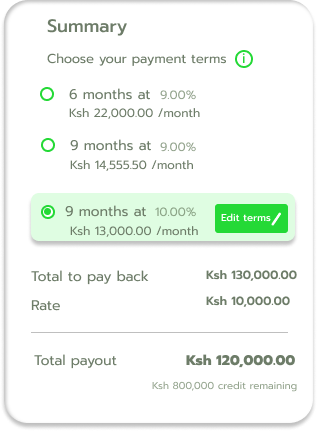 Summary
Choose your payment terms i
6 months at 9.00%
Ksh 22,000.00 /month
9 months at 9.00%
Ksh 14,555.50 /month
9 months at 10.00%
Edit terms
Ksh 13,000.00 /month
Total to pay back Ksh 130,000.00
Rate Ksh 10,000.00
Total payout Ksh 120,000.00
Ksh 800,000 credit remaining